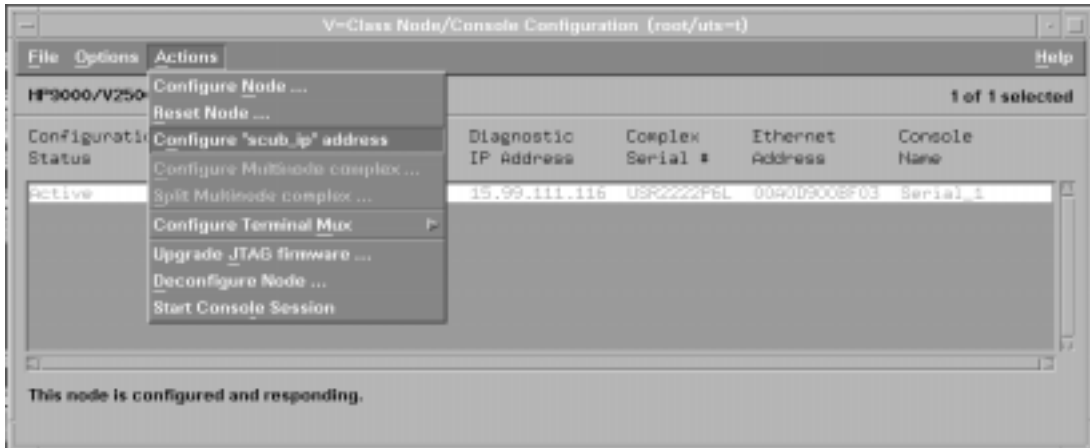 V-Class Node/Console Configuration (root/uts-t)
File Options Actions Help
HP9000/V250 1 of 1 selected
Configure Node ...
Reset Node ...
Configure "scub_ip" address
Configure Multinode complex ...
Split Multinode complex ...
Configure Terminal Mux
Upgrade JTAG firmware ...
Deconfigure Node ...
Start Console Session
Configurati Diagnostic Complex Ethernet Console
Status IP Address Serial # Address Name
Active 15.99.111.116 USR2222P6L 00A0D900BF03 Serial_1
This node is configured and responding.